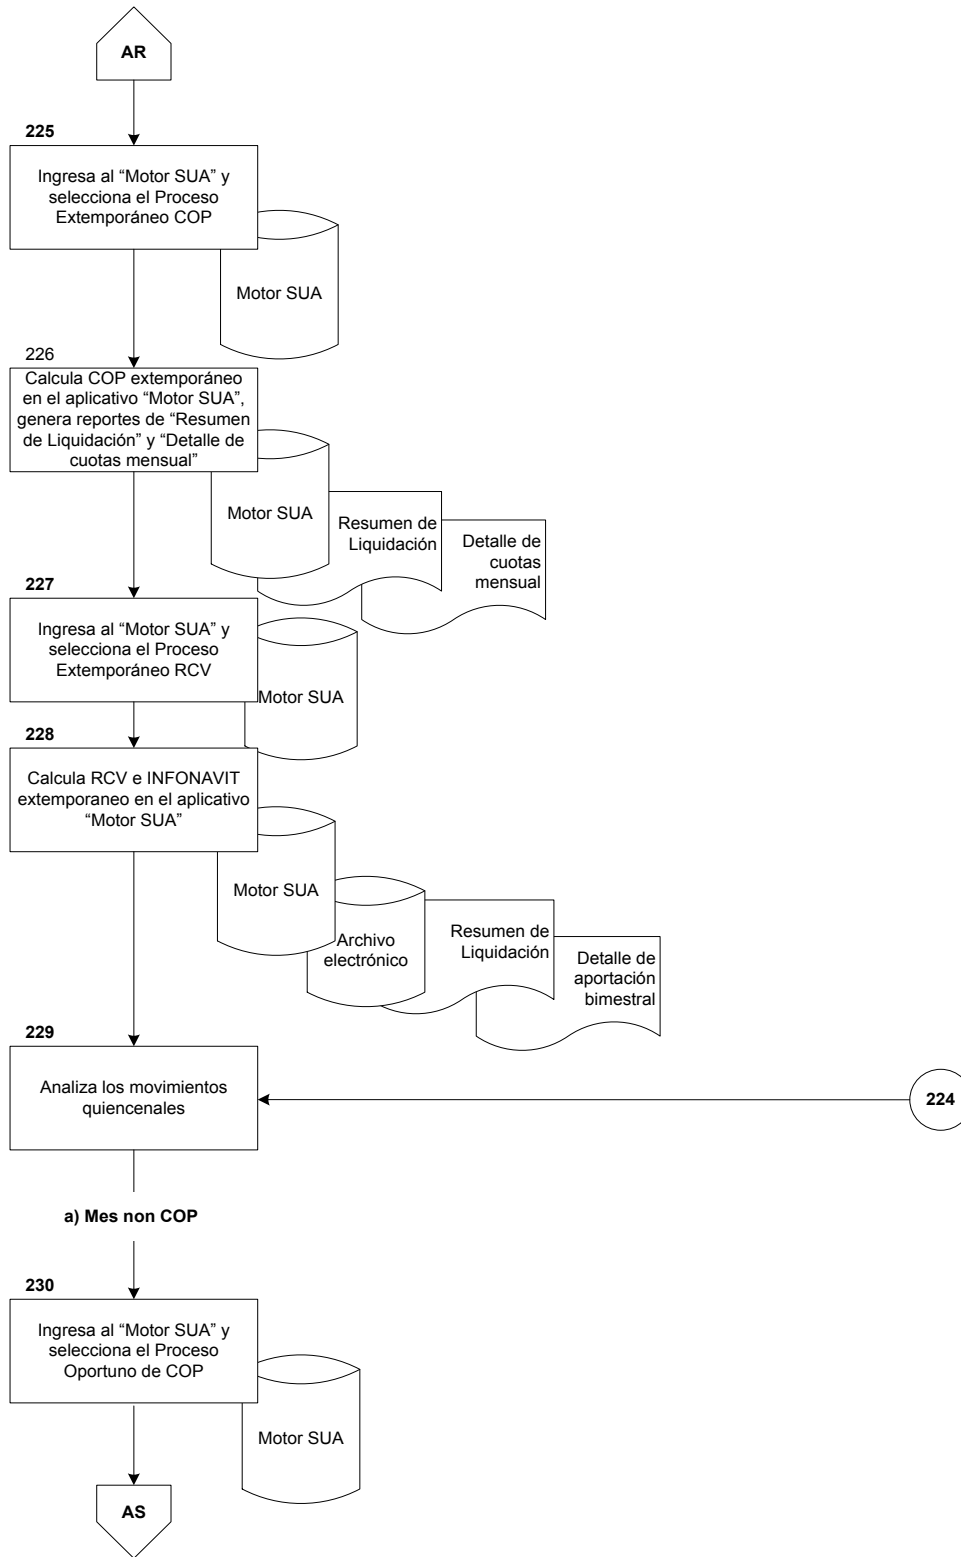 AR
225
Ingresa al “Motor SUA” y
selecciona el Proceso
Extemporáneo COP
Motor SUA
226
Calcula COP extemporáneo
en el aplicativo “Motor SUA”,
genera reportes de “Resumen
de Liquidación” y “Detalle de
cuotas mensual”
Motor SUA
Resumen de
Liquidación
Detalle de
cuotas
mensual
227
Ingresa al “Motor SUA” y
selecciona el Proceso
Extemporáneo RCV
Motor SUA
228
Calcula RCV e INFONAVIT
extemporaneo en el aplicativo
“Motor SUA”
Motor SUA
Archivo
electrónico
Resumen de
Liquidación
Detalle de
aportación
bimestral
229
Analiza los movimientos
quiencenales
224
a) Mes non COP
230
Ingresa al “Motor SUA” y
selecciona el Proceso
Oportuno de COP
Motor SUA
AS